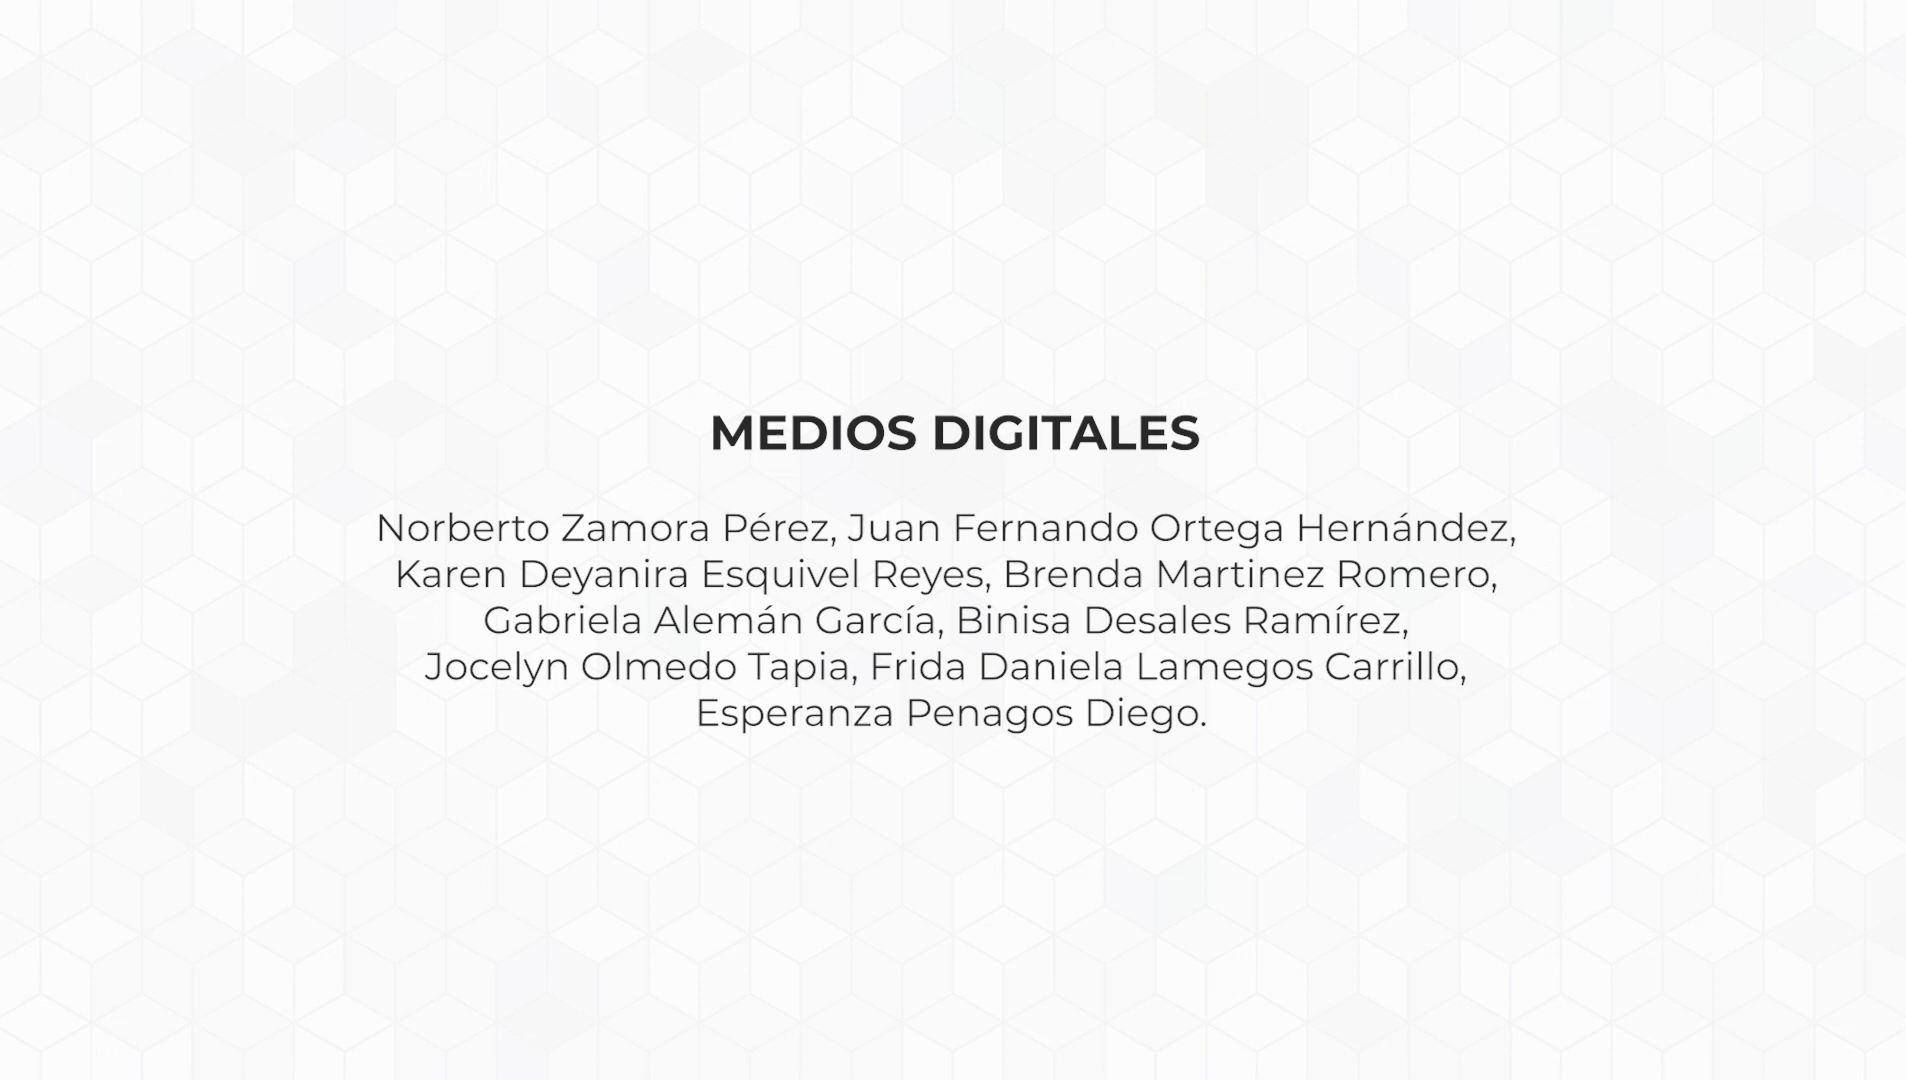 MEDIOS DIGITALES
Norberto Zamora Pérez, Juan Fernando Ortega Hernández,
Karen Deyanira Esquivel Reyes, Brenda Martinez Romero,
Gabriela Alemán García, Binisa Desales Ramírez,
Jocelyn Olmedo Tapia, Frida Daniela Lamegos Carrillo,
Esperanza Penagos Diego.